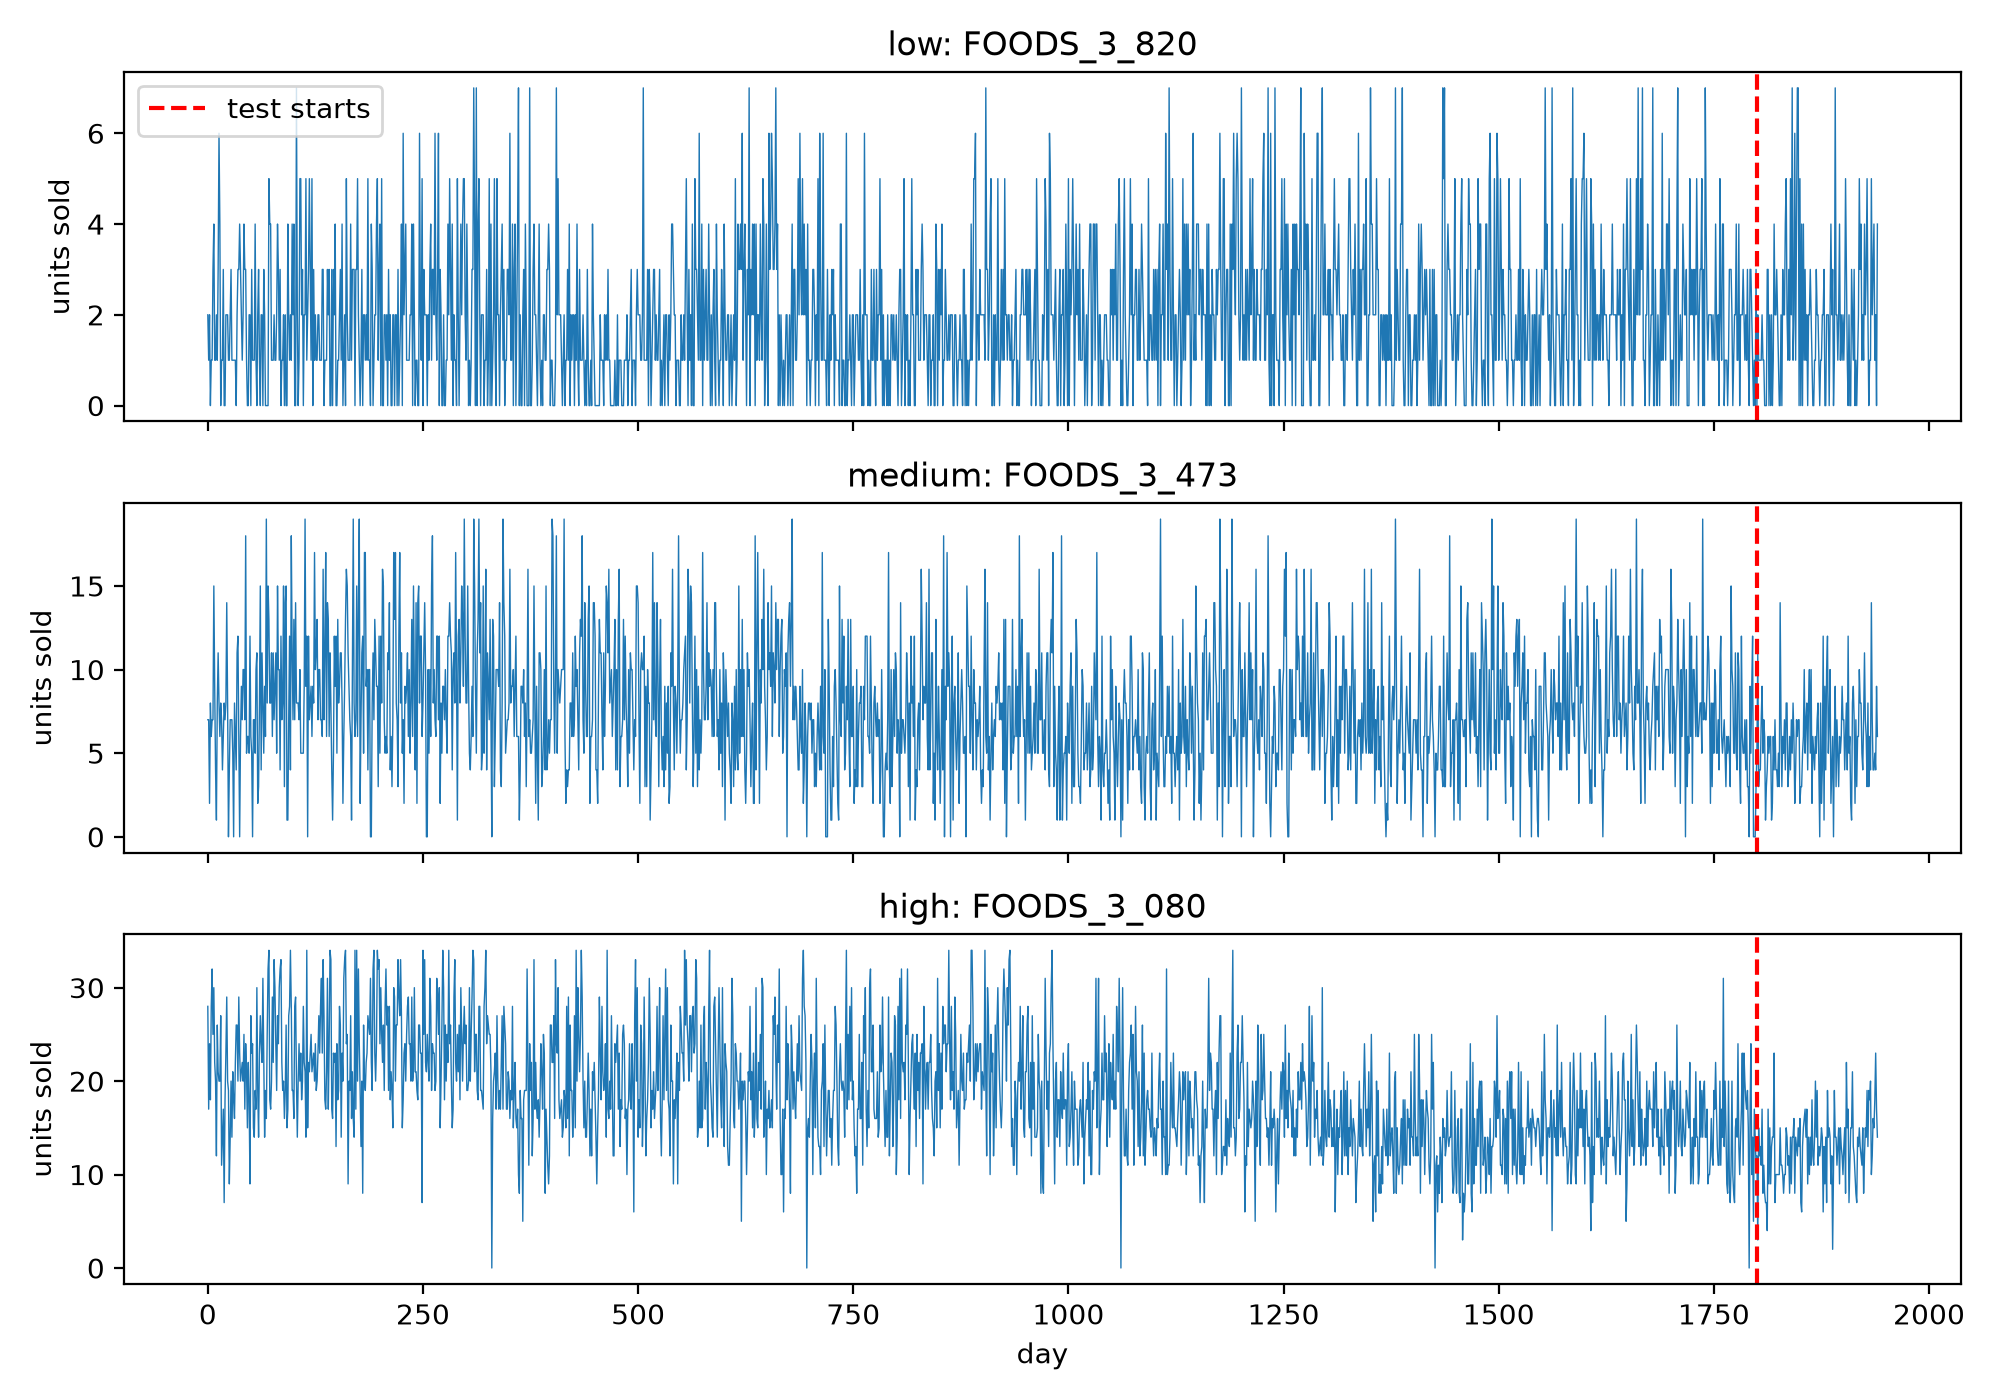 low: FOODS_3_820
test starts
units sold
6
4
2
0
medium: FOODS_3_473
units sold
15
10
5
0
high: FOODS_3_080
units sold
30
20
10
0
0 250 500 750 1000 1250 1500 1750 2000
day